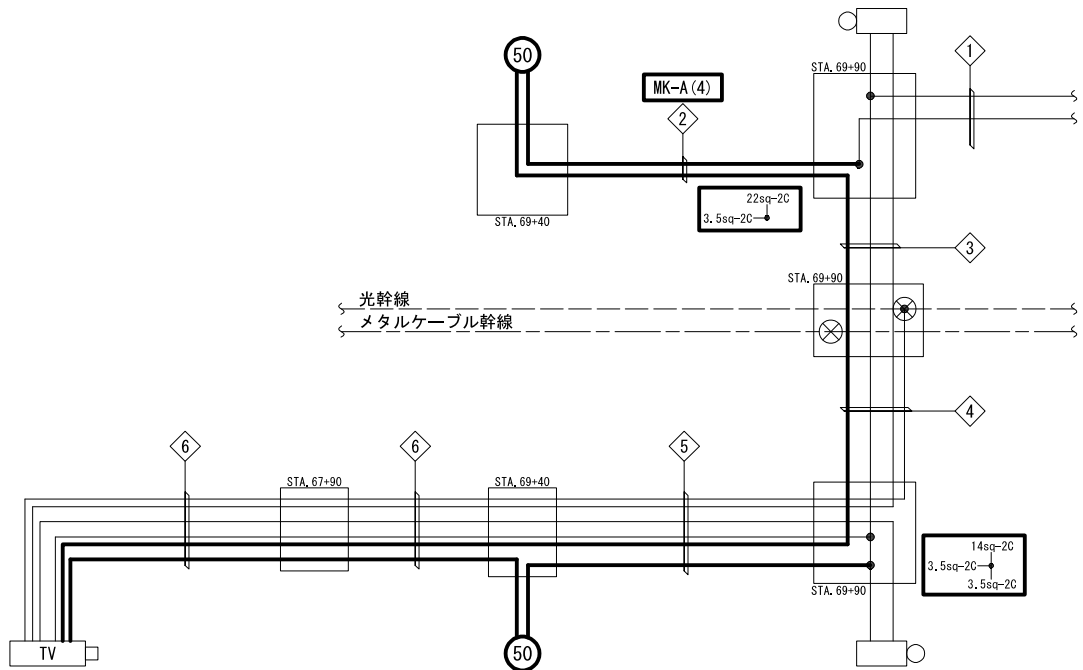 50
STA. 69+90
1
MK-A(4)
2
22sq-2C
3.5sq-2C
STA. 69+40
3
STA. 69+90
光幹線
メタルケーブル幹線
4
6
6
5
STA. 67+90
STA. 69+40
14sq-2C
3.5sq-2C
3.5sq-2C
STA. 69+90
TV
50